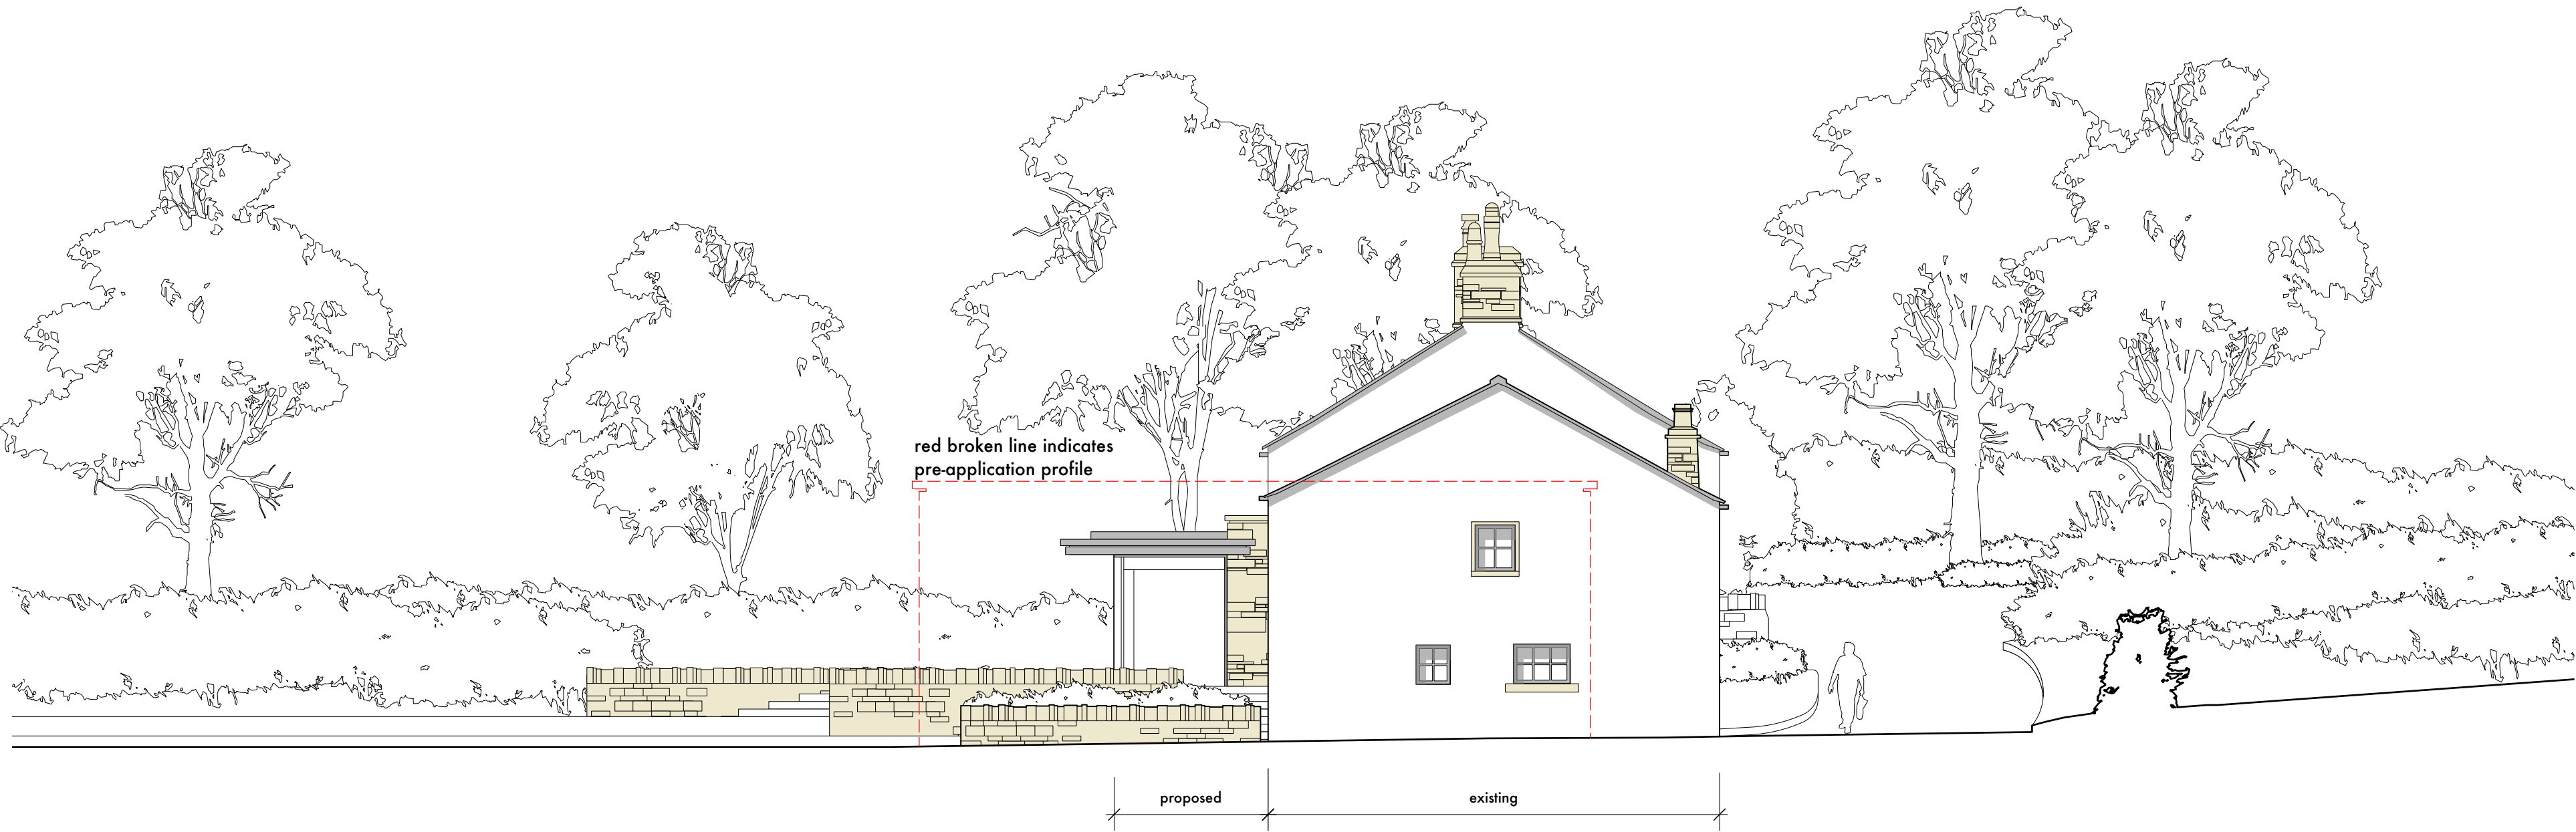 red broken line indicates
pre-application profile
proposed
existing